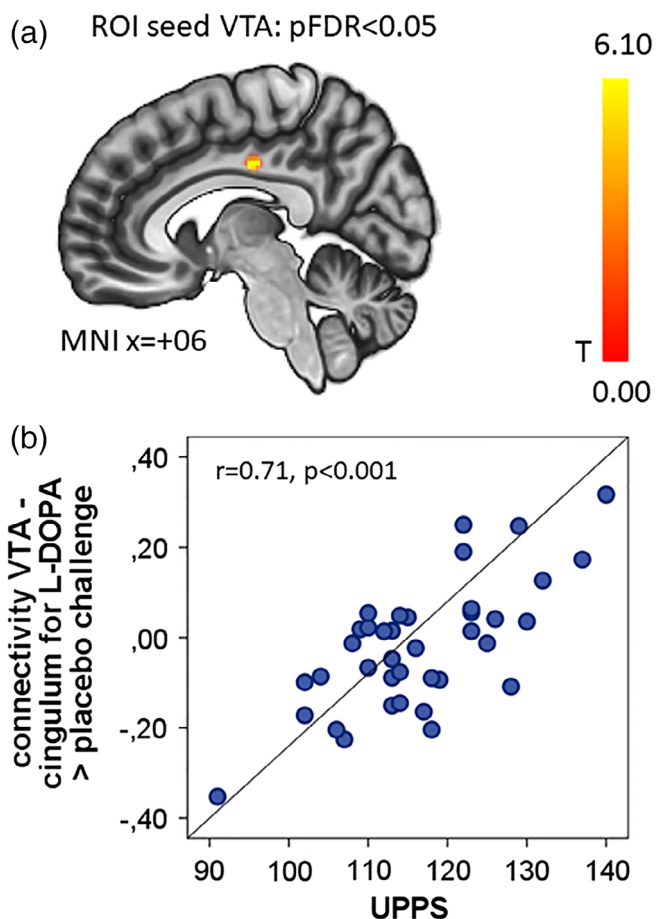 (a)
ROI seed VTA: pFDR<0.05
6.10
MNI x=+06
T
0.00
(b)
r=0.71, p<0.001
connectivity VTA -
cingulum for L-DOPA
> placebo challenge
,40
,20
,00
-,20
-,40
90 100 110 120 130 140
UPPS